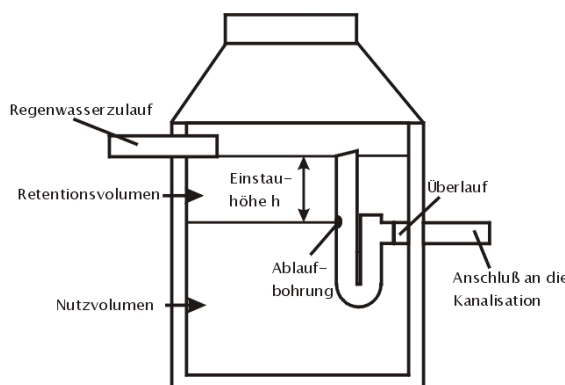 Regenwasserzulauf
Retentionsvolumen
Einstau-
höhe h
Überlauf
Ablauf-
bohrung
Anschluß an die
Kanalisation
Nutzvolumen